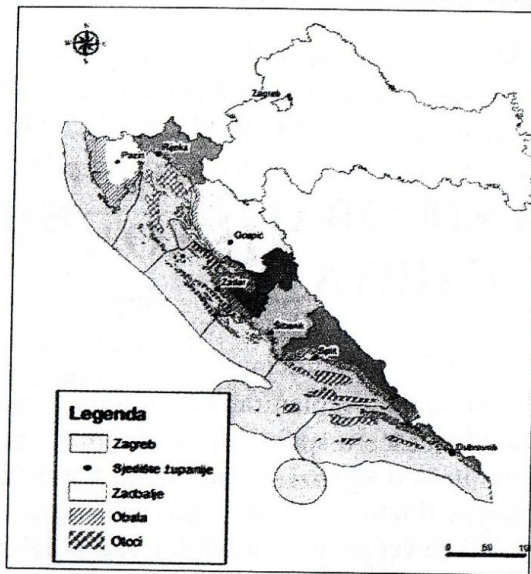 Zagreb
Rijeka
Pazin
Gospić
Zadar
Šibenik
Split
Dubrovnik
Legenda
Zagreb
Sjedište županije
Zaobalje
Obala
Otoci
0 50